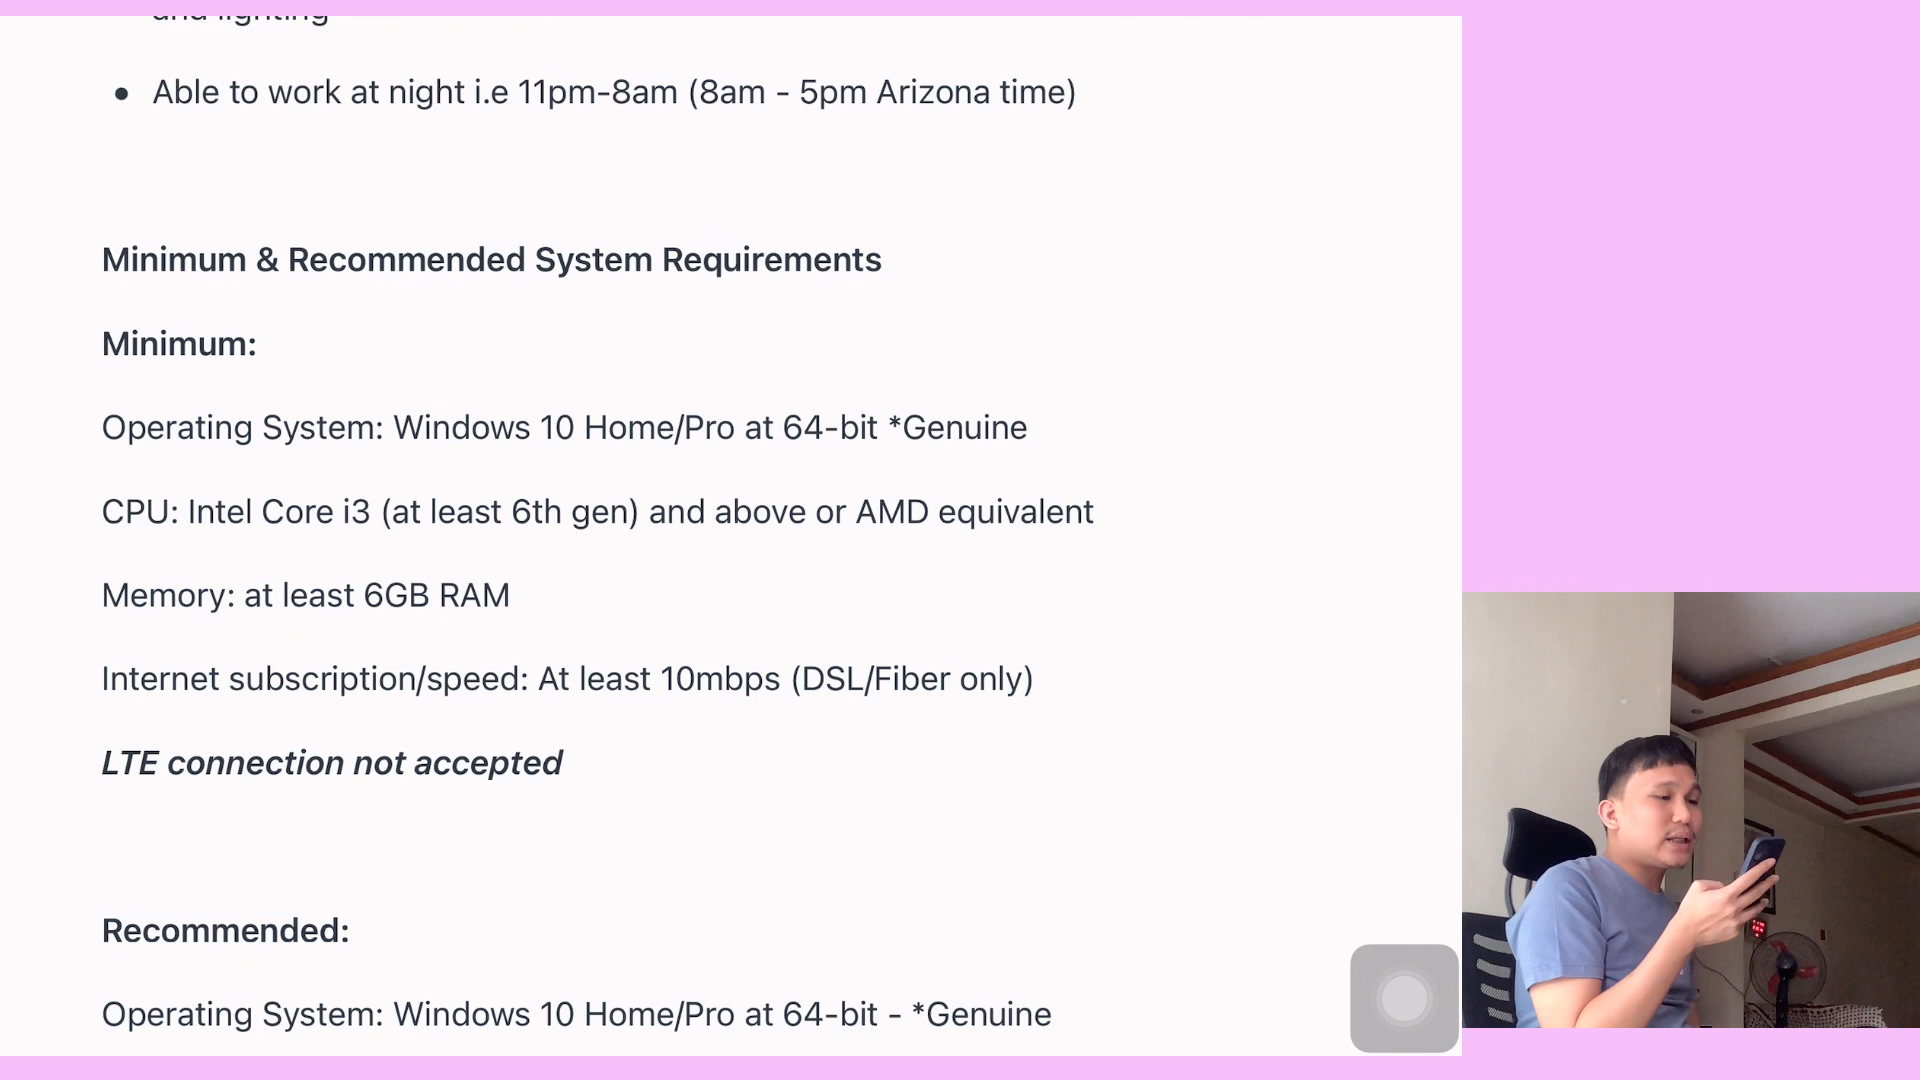 and lighting
• Able to work at night i.e 11pm-8am (8am - 5pm Arizona time)
Minimum & Recommended System Requirements
Minimum:
Operating System: Windows 10 Home/Pro at 64-bit *Genuine
CPU: Intel Core i3 (at least 6th gen) and above or AMD equivalent
Memory: at least 6GB RAM
Internet subscription/speed: At least 10mbps (DSL/Fiber only)
LTE connection not accepted
Recommended:
Operating System: Windows 10 Home/Pro at 64-bit - *Genuine